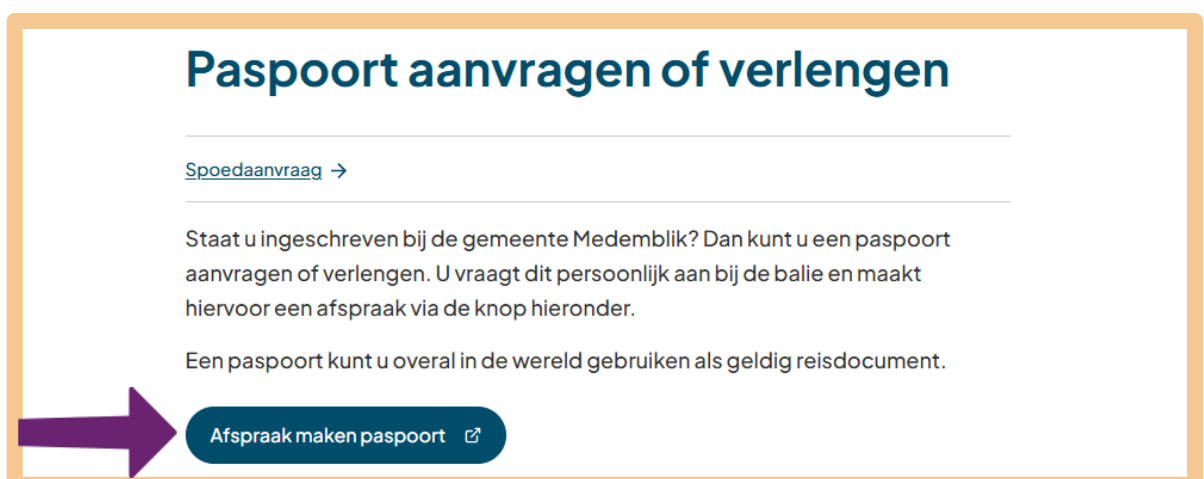 Paspoort aanvragen of verlengen
Spoedaanvraag →
Staat u ingeschreven bij de gemeente Medemblik? Dan kunt u een paspoort
aanvragen of verlengen. U vraagt dit persoonlijk aan bij de balie en maakt
hiervoor een afspraak via de knop hieronder.
Een paspoort kunt u overal in de wereld gebruiken als geldig reisdocument.
Afspraak maken paspoort